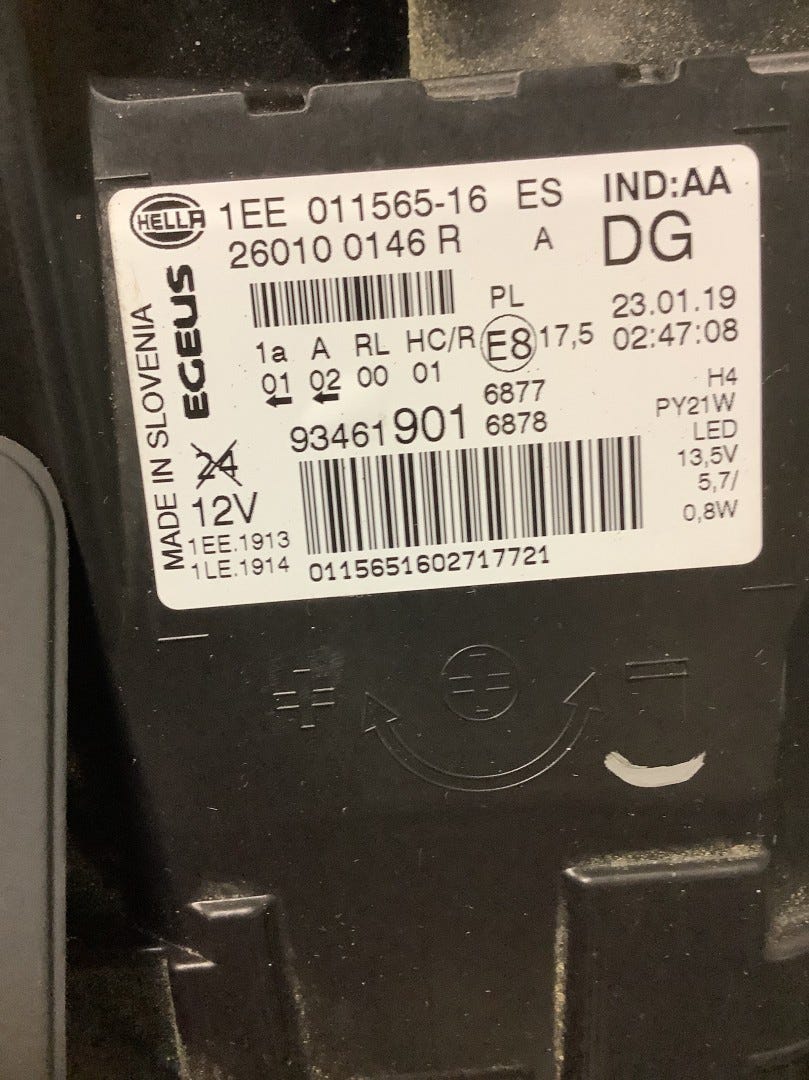 HELLA 1EE 011565-16 ES IND:AA
26010 0146 R A DG
PL 23.01.19
1a A RL HC/R E8 17,5 02:47:08
01 02 00 01
6877 H4
93461901 6878 PY21W
LED
13,5V
5,7/
0,8W
MADE IN SLOVENIA
EGEUS
24
12V
1EE.1913
1LE.1914
0115651602717721